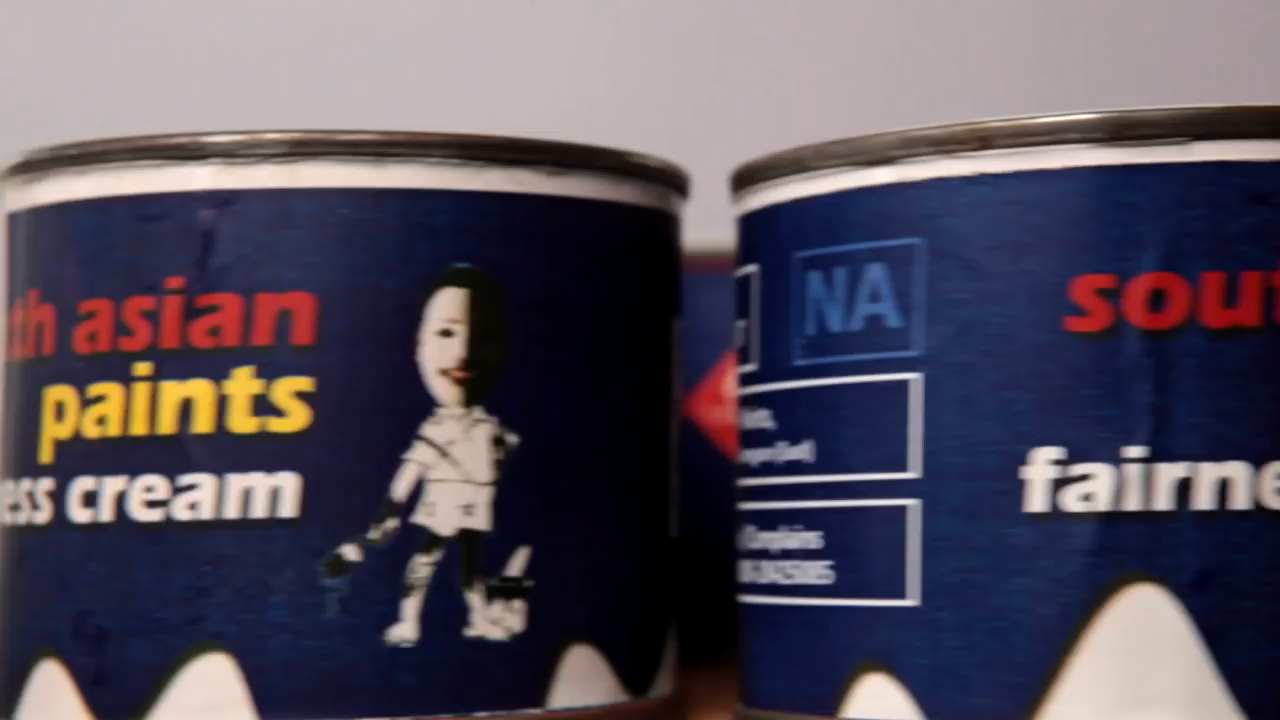 th asian
paints
ess cream
NA
sout
fairne